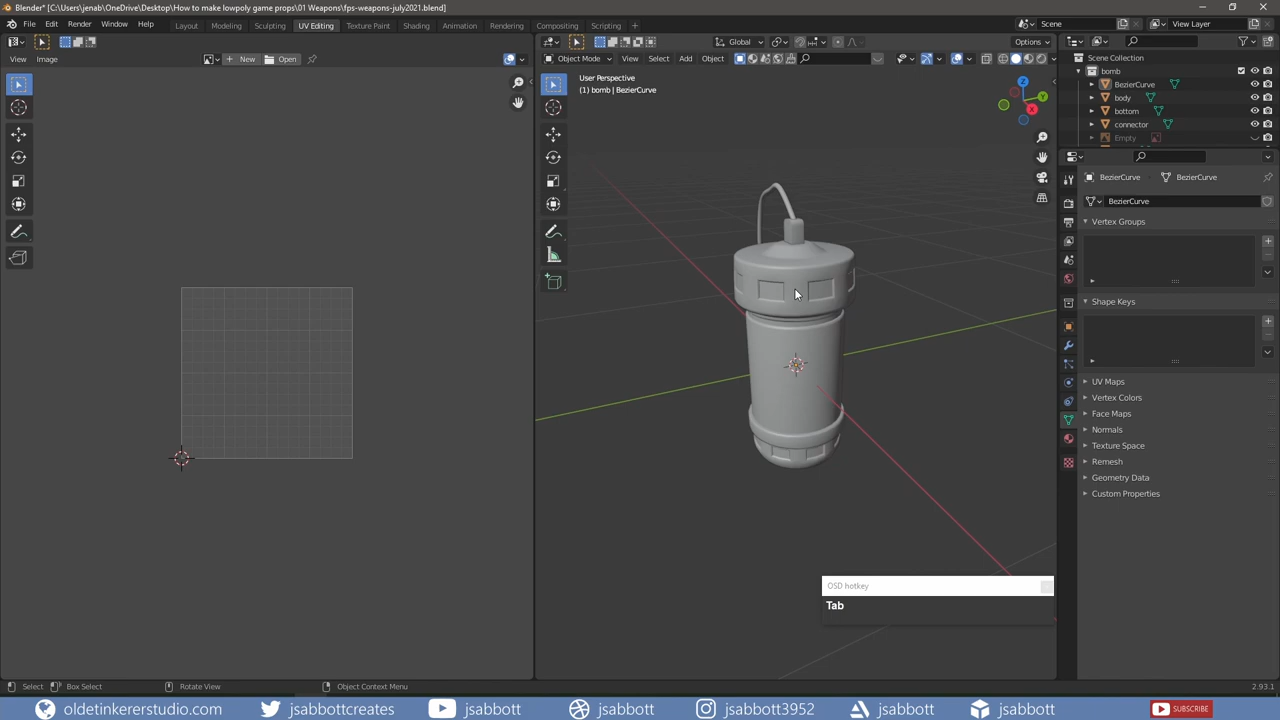 Blender* [C:\Users\jenab\OneDrive\Desktop\How to make lowpoly game props\01 Weapons\fps-weapons-july2021.blend]
File Edit Render Window Help Layout Modeling Sculpting UV Editing Texture Paint Shading Animation Rendering Compositing Scripting + Scene View Layer
Global Options
View Image New Open Object Mode View Select Add Object
Scene Collection
bomb
BezierCurve
body
bottom
connector
Empty
User Perspective
(1) bomb | BezierCurve
Z
Y
X
BezierCurve BezierCurve
BezierCurve
Vertex Groups
Shape Keys
UV Maps
Vertex Colors
Face Maps
Normals
Texture Space
Remesh
Geometry Data
Custom Properties
OSD hotkey
Tab
Select Box Select Rotate View Object Context Menu 2.93.1
oldetinkererstudio.com jsabbottcreates jsabbott jsabbott jsabbott3952 jsabbott jsabbott SUBSCRIBE